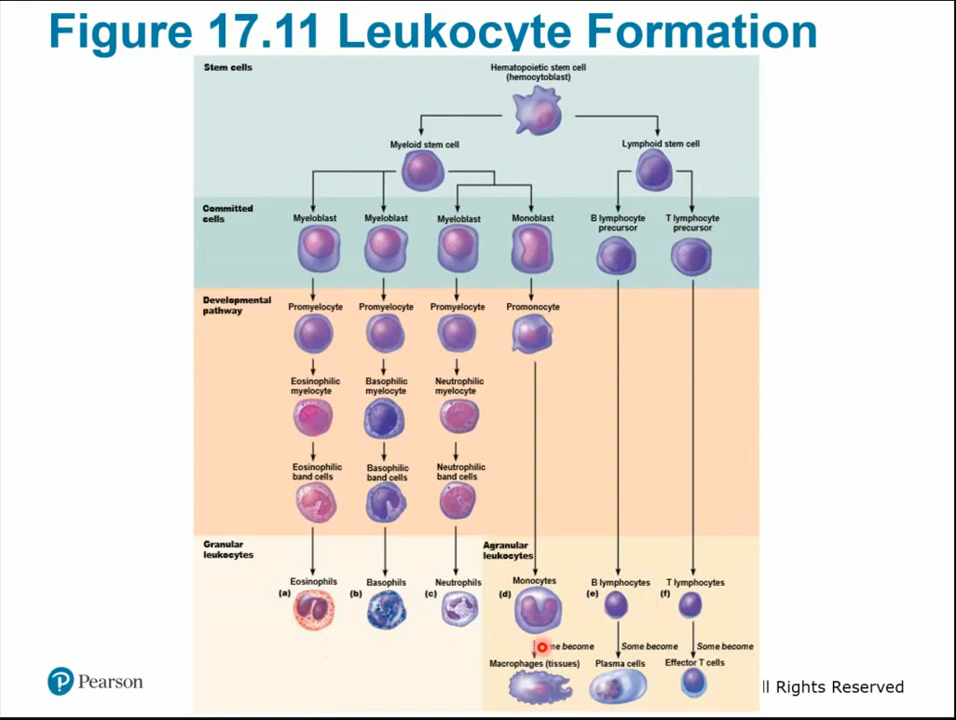 Figure 17.11 Leukocyte Formation
Stem cells
Hematopoietic stem cell
(hemocytoblast)
Myeloid stem cell
Lymphoid stem cell
Committed
cells
Myeloblast
Myeloblast
Myeloblast
Monoblast
B lymphocyte
precursor
T lymphocyte
precursor
Developmental
pathway
Promyelocyte
Promyelocyte
Promyelocyte
Promonocyte
Eosinophilic
myelocyte
Basophilic
myelocyte
Neutrophilic
myelocyte
Eosinophilic
band cells
Basophilic
band cells
Neutrophilic
band cells
Granular
leukocytes
Agranular
leukocytes
Eosinophils
(a)
Basophils
(b)
Neutrophils
(c)
Monocytes
(d)
B lymphocytes
(e)
T lymphocytes
(f)
me become
Some become
Some become
Macrophages (tissues)
Plasma cells
Effector T cells
Pearson
ll Rights Reserved